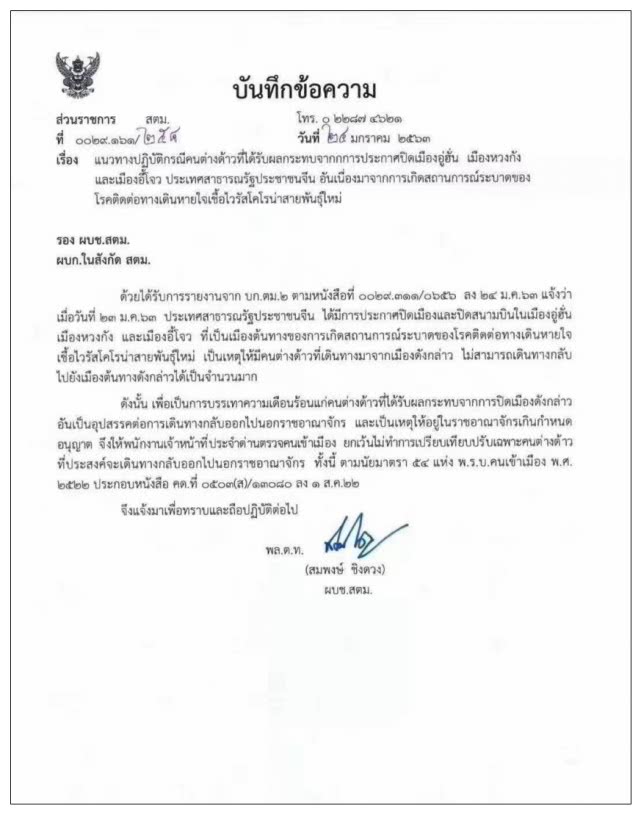 บันทึกข้อความ
ส่วนราชการ สตม. โทร. ๐ ๒๒๘๗ ๔๖๒๑
ที่ ๐๐๒๙.๑๖๑/๒๕๔ วันที่ ๒๔ มกราคม ๒๕๖๓
เรื่อง แนวทางปฏิบัติกรณีคนต่างด้าวที่ได้รับผลกระทบจากกการประกาศปิดเมืองอู่ฮั่น เมืองหวงกัง
และเมืองอี้โจว ประเทศสาธารณรัฐประชาชนจีน อันเนื่องมาจากการเกิดสถานการณ์ระบาดของ
โรคติดต่อทางเดินหายใจเชื้อไวรัสโคโรน่าสายพันธุ์ใหม่
รอง ผบช.สตม.
ผบก.ในสังกัด สตม.
ด้วยได้รับการรายงานจาก บก.ตม.๒ ตามหนังสือที่ ๐๐๒๙.๓๑๑/๐๖๕๖ ลง ๒๔ ม.ค.๖๓ แจ้งว่า
เมื่อวันที่ ๒๓ ม.ค.๖๓ ประเทศสาธารณรัฐประชาชนจีน ได้มีการประกาศปิดเมืองและปิดสนามบินในเมืองอู่ฮั่น
เมืองหวงกัง และเมืองอี้โจว ที่เป็นเมืองต้นทางของการเกิดสถานการณ์ระบาดของโรคติดต่อทางเดินหายใจ
เชื้อไวรัสโคโรน่าสายพันธุ์ใหม่ เป็นเหตุให้มีคนต่างด้าวที่เดินทางมาจากเมืองดังกล่าว ไม่สามารถเดินทางกลับ
ไปยังเมืองต้นทางดังกล่าวได้เป็นจำนวนมาก
ดังนั้น เพื่อเป็นการบรรเทาความเดือนร้อนแก่คนต่างด้าวที่ได้รับผลกระทบจากการปิดเมืองดังกล่าว
อันเป็นอุปสรรคต่อการเดินทางกลับออกไปนอกราชอาณาจักร และเป็นเหตุให้อยู่ในราชอาณาจักรเกินกำหนด
อนุญาต จึงให้พนักงานเจ้าหน้าที่ประจำด่านตรวจคนเข้าเมือง ยกเว้นไม่ทำการเปรียบเทียบปรับเฉพาะคนต่างด้าว
ที่ประสงค์จะเดินทางกลับออกไปนอกราชอาณาจักร ทั้งนี้ ตามนัยมาตรา ๕๔ แห่ง พ.ร.บ.คนเข้าเมือง พ.ศ.
๒๕๒๒ ประกอบหนังสือ คด.ที่ ๐๕๐๓(ส)/๑๓๐๘๐ ลง ๑ ส.ค.๒๒
จึงแจ้งมาเพื่อทราบและถือปฏิบัติต่อไป
พล.ต.ท.
(สมพงษ์ ชิงดวง)
ผบช.สตม.